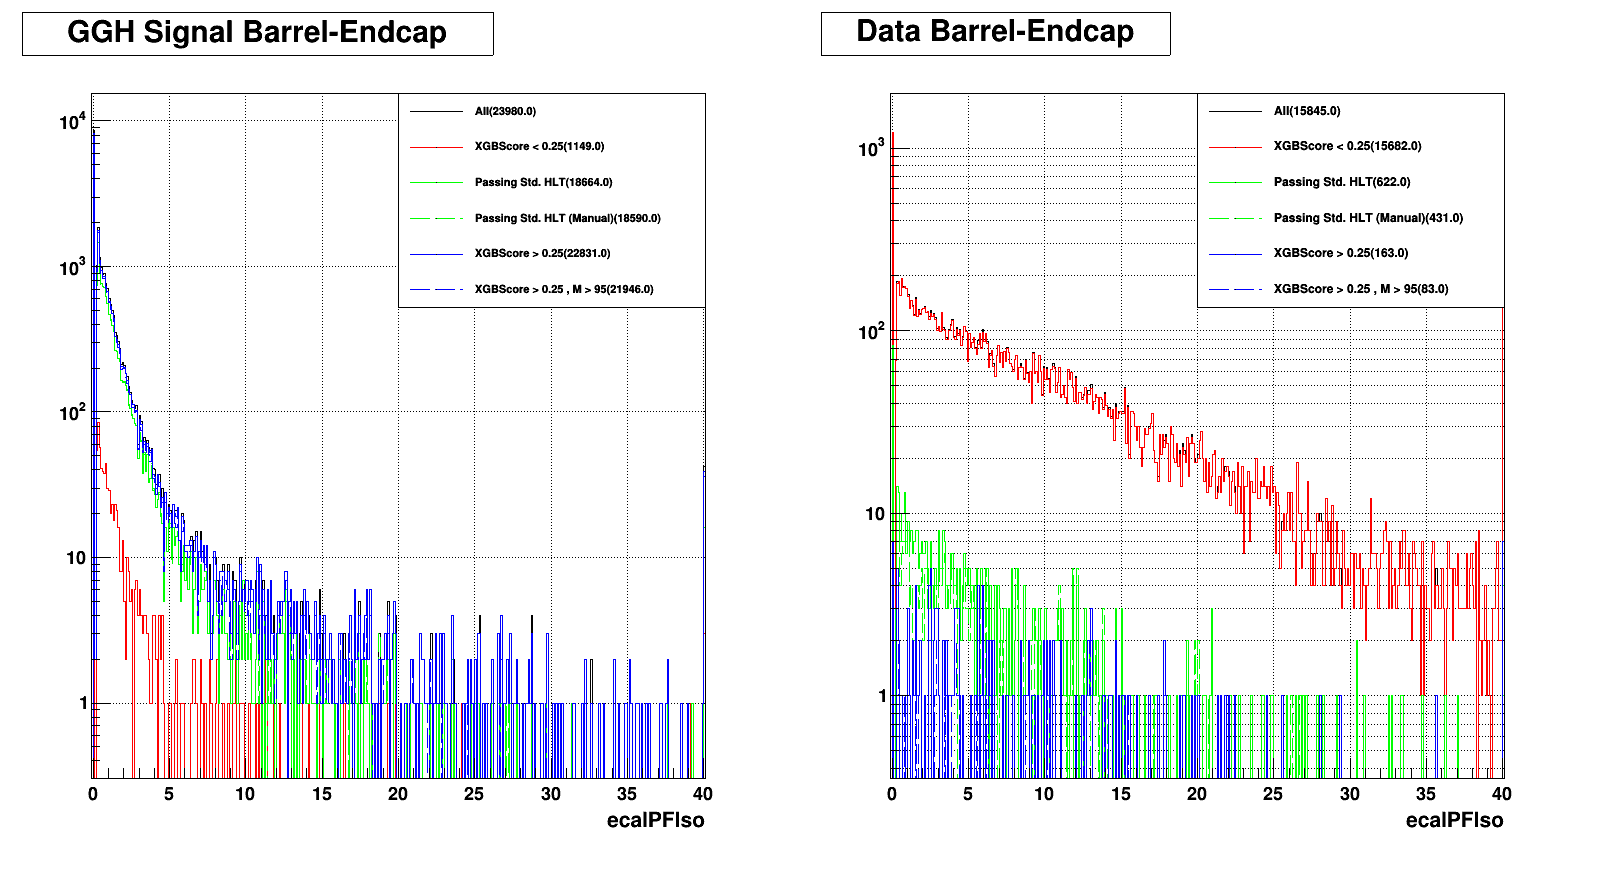 GGH Signal Barrel-Endcap
10^4
10^3
10^2
10
1
All(23980.0)
XGBScore < 0.25(1149.0)
Passing Std. HLT(18664.0)
Passing Std. HLT (Manual)(18590.0)
XGBScore > 0.25(22831.0)
XGBScore > 0.25 , M > 95(21946.0)
0 5 10 15 20 25 30 35 40
ecalPFIso
Data Barrel-Endcap
10^3
10^2
10
1
All(15845.0)
XGBScore < 0.25(15682.0)
Passing Std. HLT(622.0)
Passing Std. HLT (Manual)(431.0)
XGBScore > 0.25(163.0)
XGBScore > 0.25 , M > 95(83.0)
0 5 10 15 20 25 30 35 40
ecalPFIso